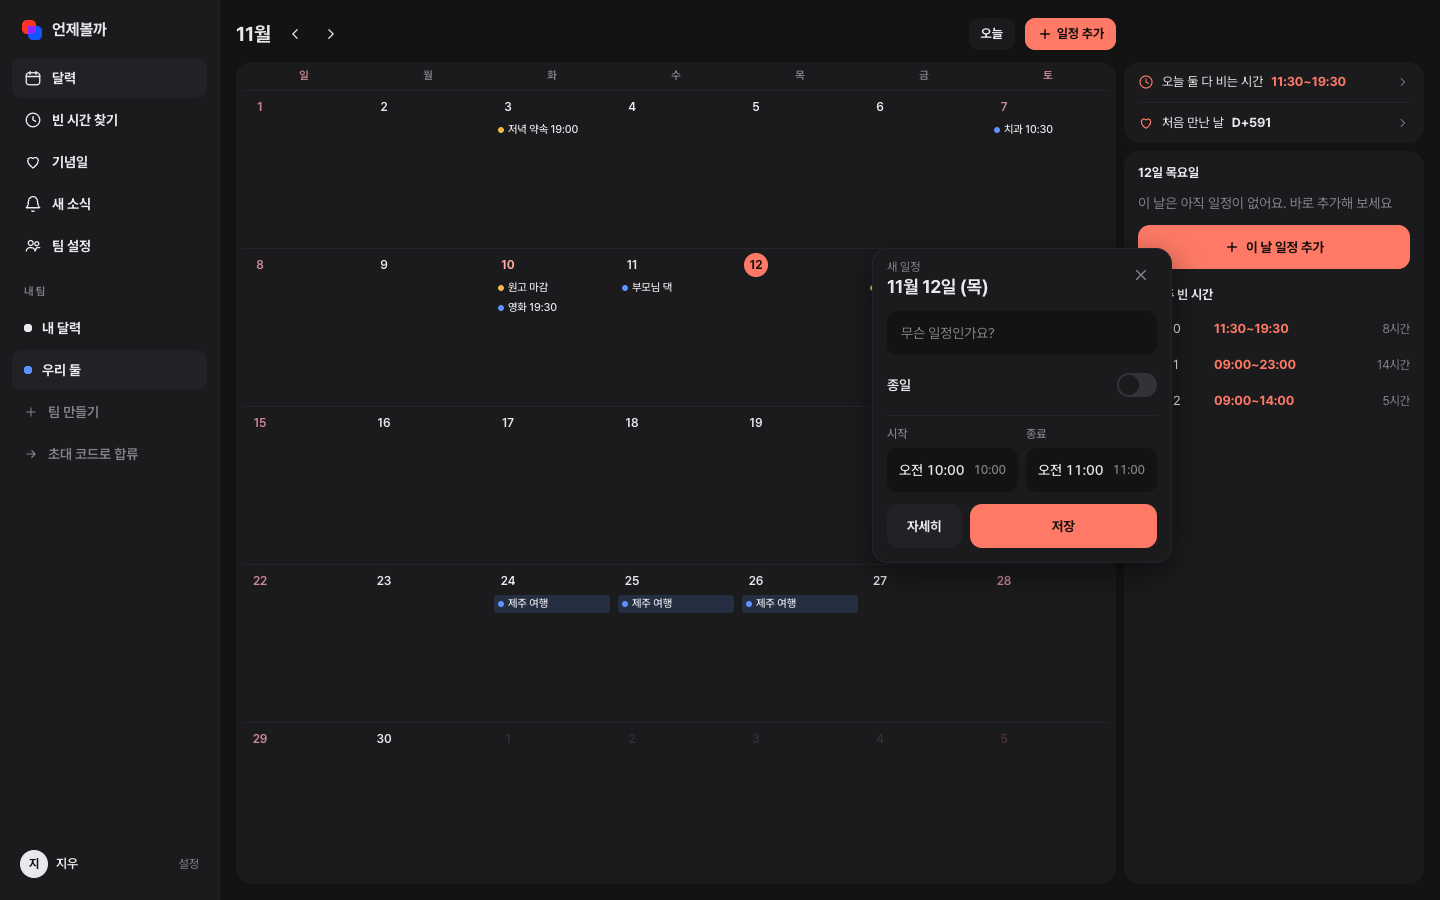 언제볼까
달력
빈 시간 찾기
기념일
새 소식
팀 설정
내 팀
내 달력
우리 둘
팀 만들기
초대 코드로 합류
지 지우 설정
11월
오늘 일정 추가
일 월 화 수 목 금 토
1 2 3 4 5 6 7
저녁 약속 19:00
치과 10:30
8 9 10 11 12
원고 마감 부모님 댁
영화 19:30
15 16 17 18 19
22 23 24 25 26 27 28
제주 여행 제주 여행 제주 여행
29 30 1 2 3 4 5
새 일정
11월 12일 (목)
무슨 일정인가요?
종일
시작 종료
오전 10:00 10:00 오전 11:00 11:00
자세히 저장
오늘 둘 다 비는 시간 11:30~19:30
처음 만난 날 D+591
12일 목요일
이 날은 아직 일정이 없어요. 바로 추가해 보세요
이 날 일정 추가
빈 시간
0 11:30~19:30 8시간
1 09:00~23:00 14시간
2 09:00~14:00 5시간